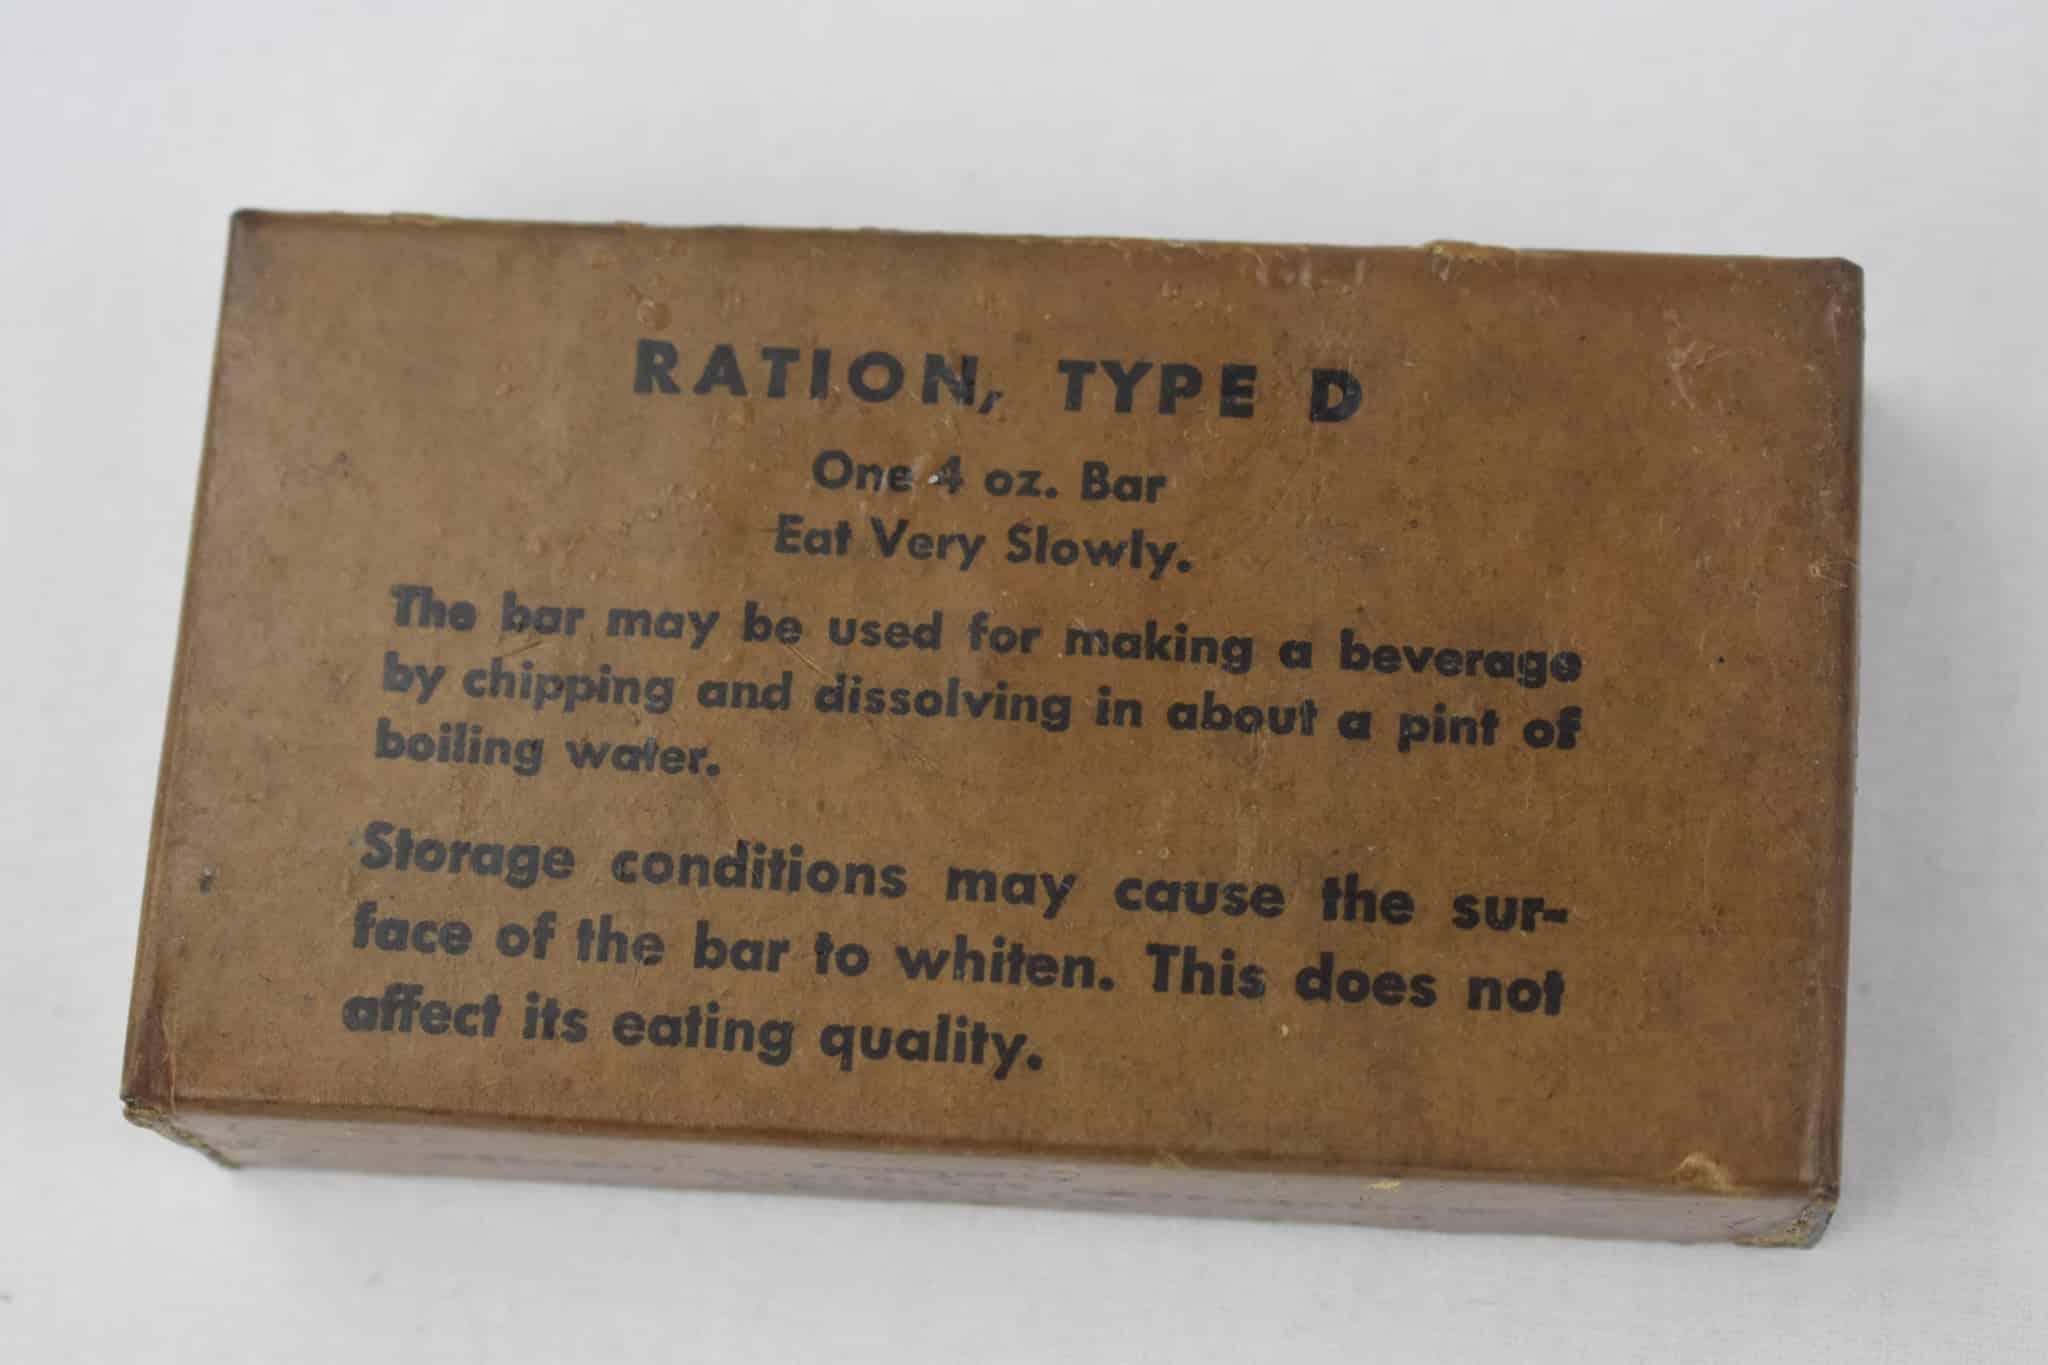 RATION, TYPE D
One 4 oz. Bar
Eat Very Slowly.
The bar may be used for making a beverage
by chipping and dissolving in about a pint of
boiling water.
Storage conditions may cause the sur-
face of the bar to whiten. This does not
affect its eating quality.